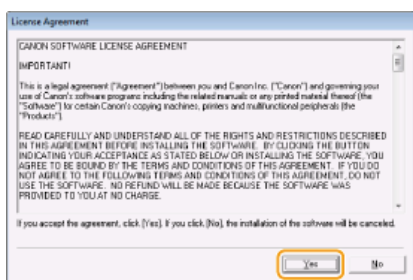 License Agreement
CANON SOFTWARE LICENSE AGREEMENT
IMPORTANT!
This is a legal agreement ("Agreement") between you and Canon Inc. ("Canon") and governing your
use of Canon's software programs including the related manuals or any printed material thereof (the
"Software") for certain Canon's copying machines, printers and multifunctional peripherals (the
"Products").
READ CAREFULLY AND UNDERSTAND ALL OF THE RIGHTS AND RESTRICTIONS DESCRIBED
IN THIS AGREEMENT BEFORE INSTALLING THE SOFTWARE. BY CLICKING THE BUTTON
INDICATING YOUR ACCEPTANCE AS STATED BELOW OR INSTALLING THE SOFTWARE, YOU
AGREE TO BE BOUND BY THE TERMS AND CONDITIONS OF THIS AGREEMENT. IF YOU DO
NOT AGREE TO THE FOLLOWING TERMS AND CONDITIONS OF THIS AGREEMENT, DO NOT
USE THE SOFTWARE. NO REFUND WILL BE MADE BECAUSE THE SOFTWARE WAS
PROVIDED TO YOU AT NO CHARGE.
If you accept the agreement, click [Yes]. If you click [No], the installation of the software will be canceled.
Yes
No